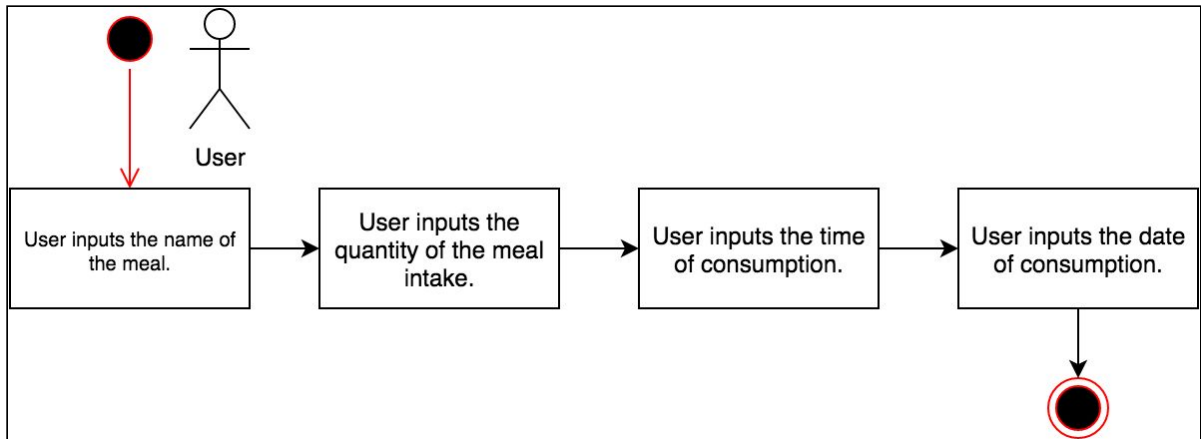 User
User inputs the name of
the meal.
User inputs the
quantity of the meal
intake.
User inputs the time
of consumption.
User inputs the date
of consumption.